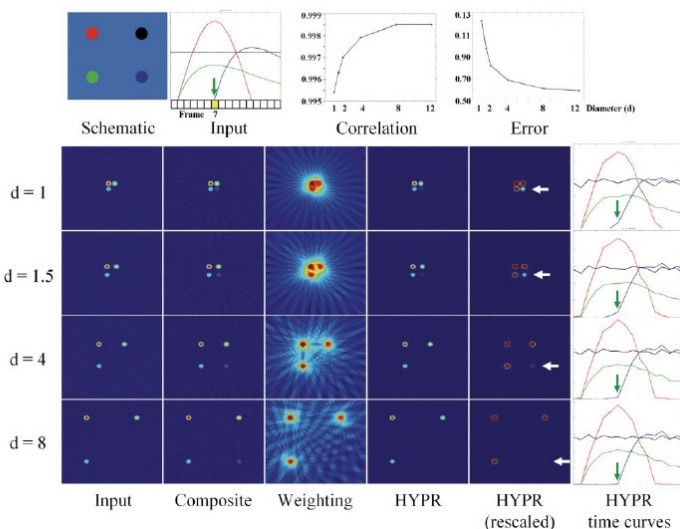 0.999
0.998
0.997
0.996
0.995
1 2 4 8 12
0.13
0.11
0.90
0.70
0.50
1 2 4 8 12 Diameter (d)
Frame 7
Schematic Input Correlation Error
d = 1
d = 1.5
d = 4
d = 8
Input Composite Weighting HYPR HYPR HYPR
(rescaled) time curves